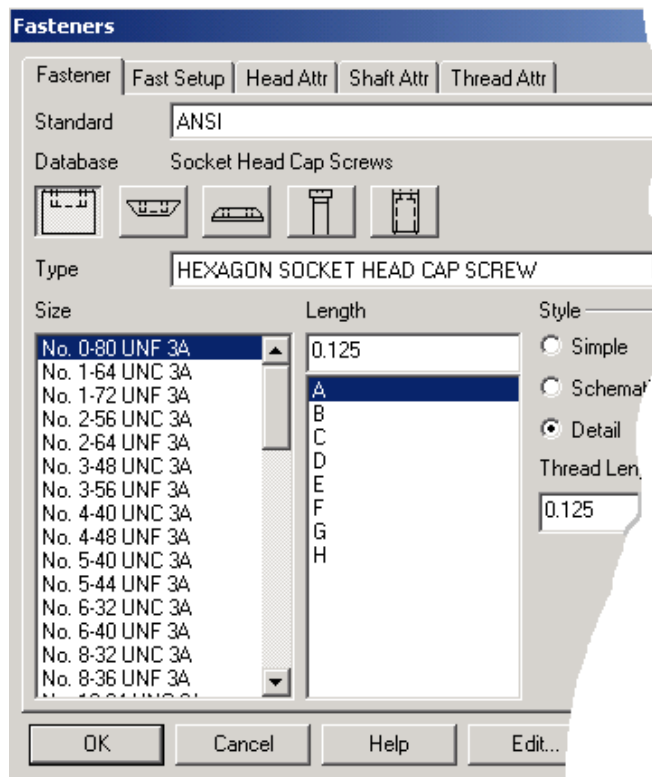 Fasteners
Fastener Fast Setup Head Attr Shaft Attr Thread Attr
Standard ANSI
Database Socket Head Cap Screws
Type HEXAGON SOCKET HEAD CAP SCREW
Size Length Style
No. 0-80 UNF 3A
No. 1-64 UNC 3A
No. 1-72 UNF 3A
No. 2-56 UNC 3A
No. 2-64 UNF 3A
No. 3-48 UNC 3A
No. 3-56 UNF 3A
No. 4-40 UNC 3A
No. 4-48 UNF 3A
No. 5-40 UNC 3A
No. 5-44 UNF 3A
No. 6-32 UNC 3A
No. 6-40 UNF 3A
No. 8-32 UNC 3A
No. 8-36 UNF 3A
0.125
A
B
C
D
E
F
G
H
Simple
Schemat
Detail
Thread Len
0.125
OK Cancel Help Edit...